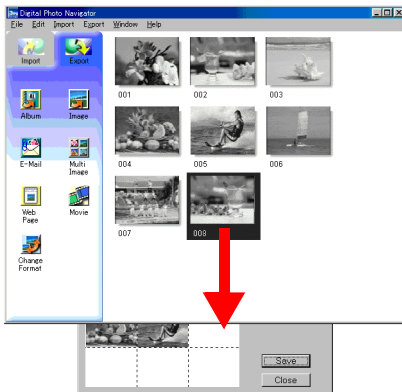 Digital Photo Navigator
File Edit Import Export Window Help
Import Export
001 002 003
Album Image
004 005 006
E-Mail Multi Image
Web Page Movie
007 008
Change Format
Save
Close